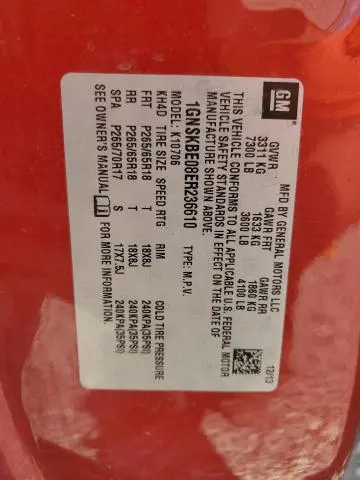 GM
MFD BY GENERAL MOTORS LLC
12/13
GVWR GAWR FRT GAWR RR
3311 KG 1633 KG 1860 KG
7300 LB 3600 LB 4100 LB
THIS VEHICLE CONFORMS TO ALL APPLICABLE U.S. FEDERAL MOTOR
VEHICLE SAFETY STANDARDS IN EFFECT ON THE DATE OF
MANUFACTURE SHOWN ABOVE.
1GNSKBE08ER236610 TYPE: M.P.V.
MODEL: K10706
KH4D TIRE SIZE SPEED RTG RIM COLD TIRE PRESSURE
FRT P265/65R18 T 18X8J 240KPA(35PSI)
RR P265/65R18 T 18X8J 240KPA(35PSI)
SPA P265/70R17 S 17X7.5J 240KPA(35PSI)
SEE OWNER'S MANUAL FOR MORE INFORMATION.